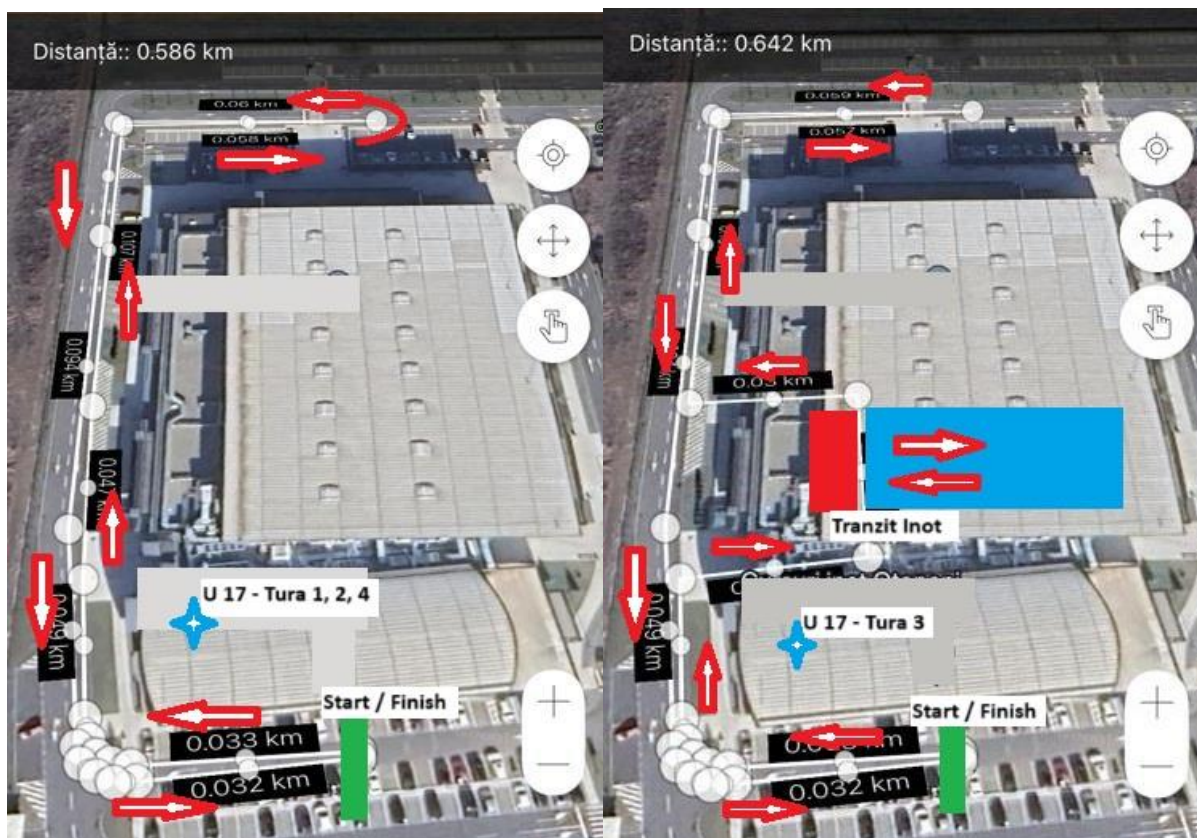 Distanță:: 0.586 km
0.06 km
0.058 km
0.107 km
0.094 km
0.047 km
U 17 - Tura 1, 2, 4
0.049 km
Start / Finish
0.033 km
0.032 km
Distanță:: 0.642 km
0.059 km
0.057 km
0.03 km
Tranzit Inot
U 17 - Tura 3
0.049 km
Start / Finish
0.032 km